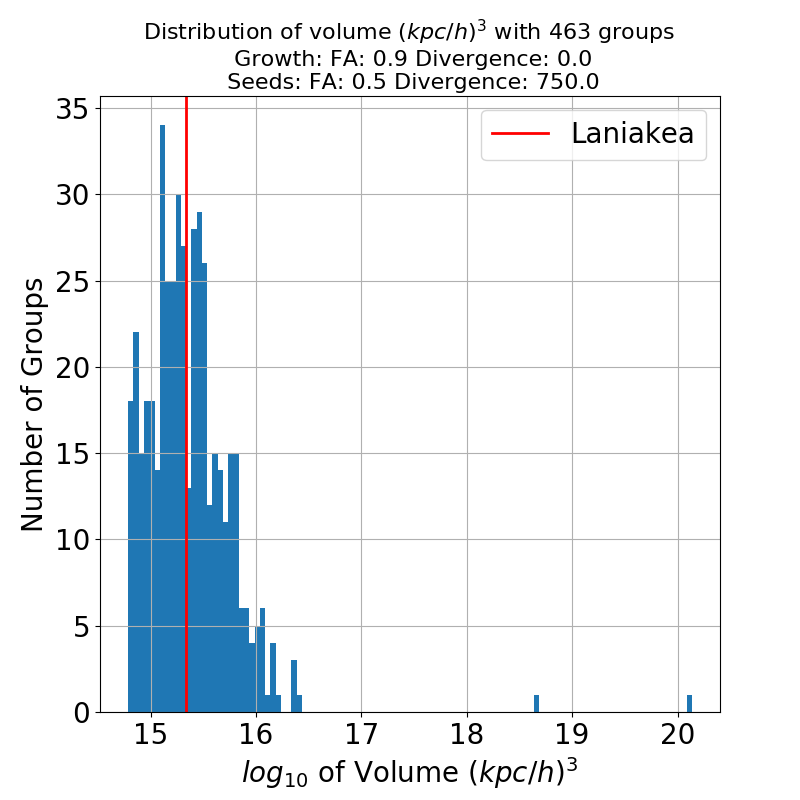 Distribution of volume $(kpc/h)^3$ with 463 groups
Growth: FA: 0.9 Divergence: 0.0
Seeds: FA: 0.5 Divergence: 750.0
Laniakea
Number of Groups
35
30
25
20
15
10
5
0
15 16 17 18 19 20
$log_{10}$ of Volume $(kpc/h)^3$